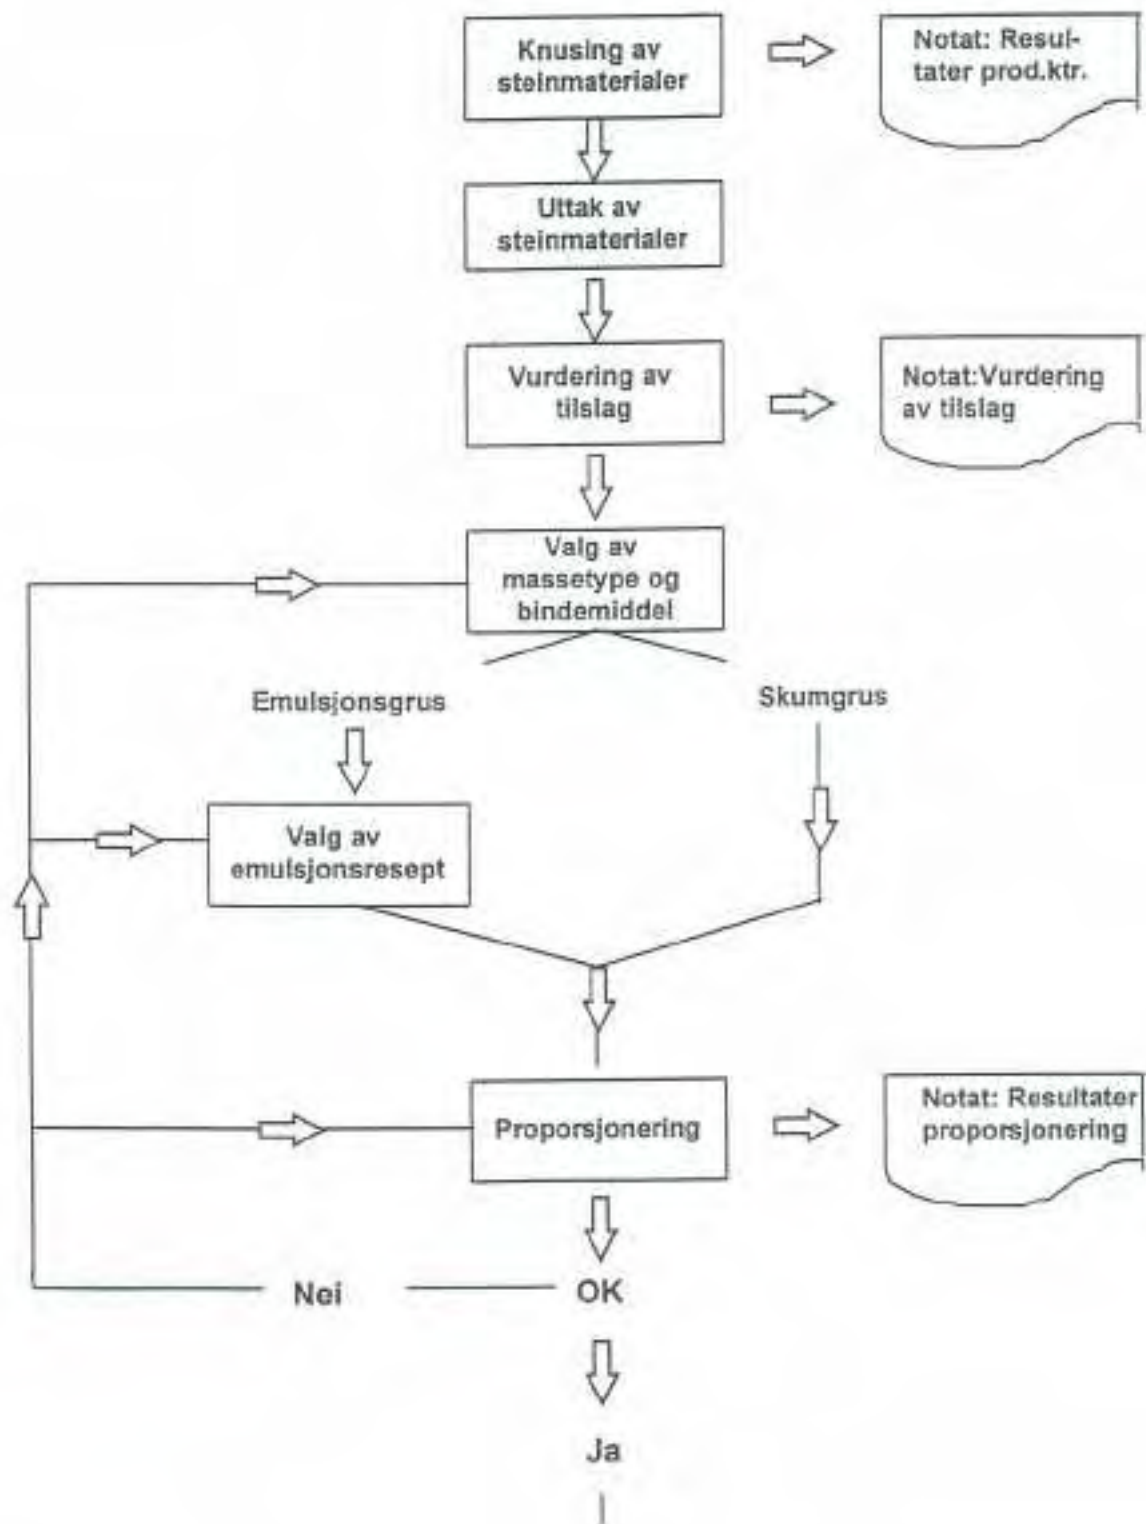 Knusing av
steinmaterialer
Notat: Resul-
tater prod.ktr.
Uttak av
steinmaterialer
Vurdering av
tilslag
Notat:Vurdering
av tilslag
Valg av
massetype og
bindemiddel
Emulsjonsgrus
Skumgrus
Valg av
emulsjonsresept
Proporsjonering
Notat: Resultater
proporsjonering
Nei
OK
Ja